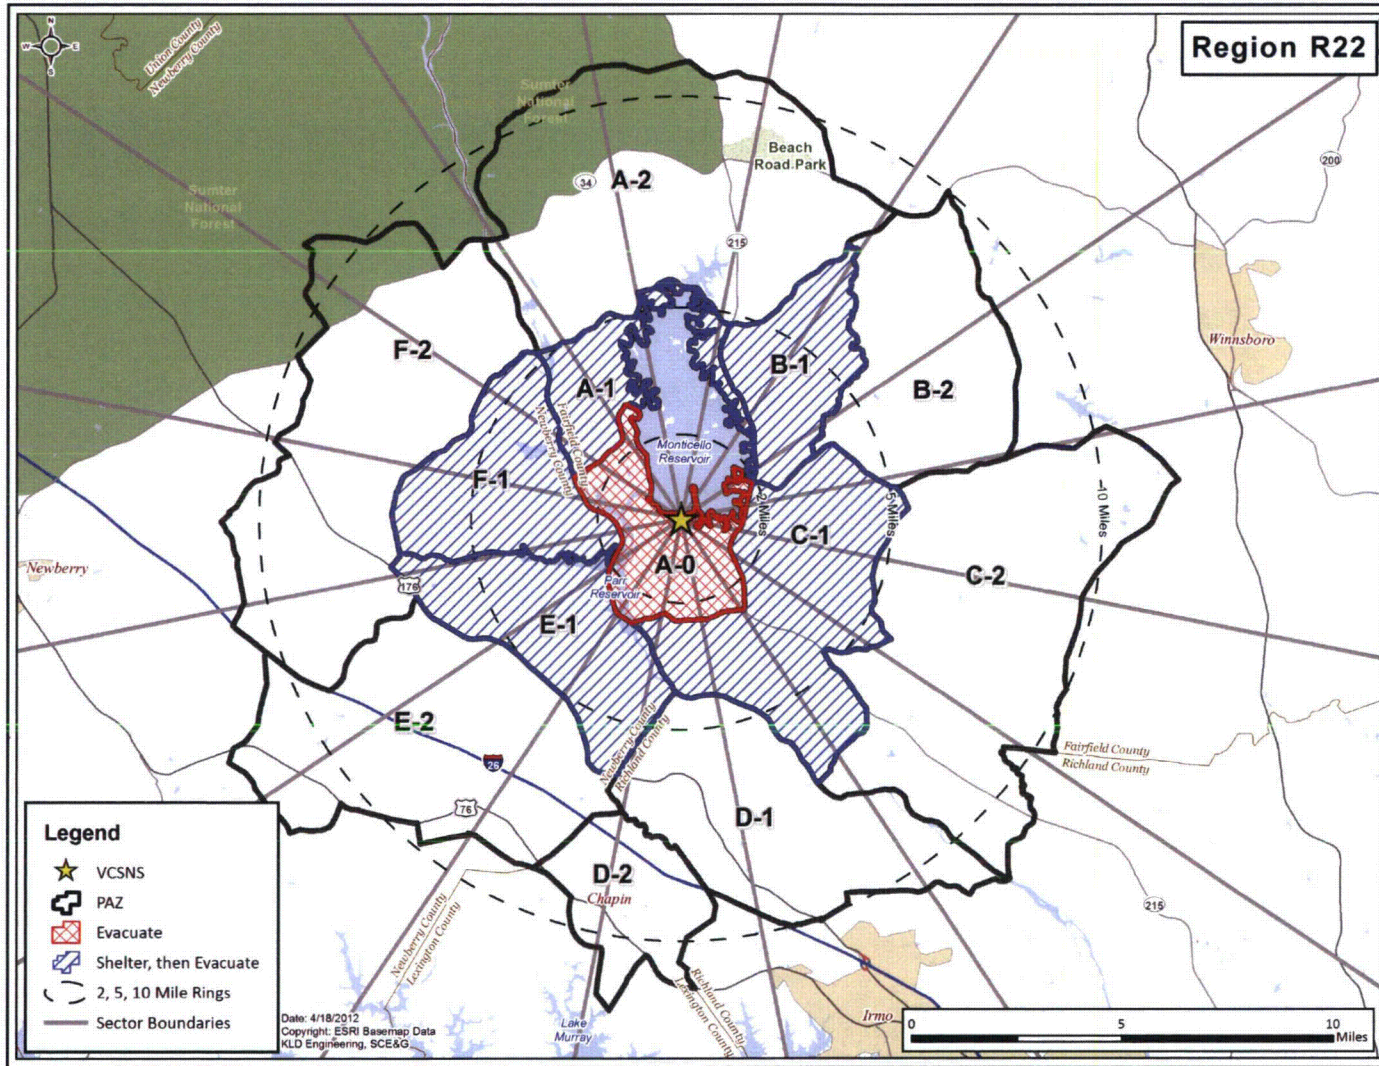 Region R22
N
W
E
S
Union County
Newberry County
Sumter
National
Forest
Beach
Road Park
200
A-2
34
Sumter
National
Forest
215
Winnsboro
F-2
B-1
A-1
B-2
Fairfield County
Newberry County
Monticello
Reservoir
F-1
2 Miles
5 Miles
10 Miles
C-1
Newberry
A-0
C-2
176
Parr
Reservoir
E-1
Newberry County
Richland County
E-2
Fairfield County
Richland County
26
76
D-1
D-2
Chapin
215
Newberry County
Lexington County
Richland County
Lexington County
Irmo
Lake
Murray
Legend
VCSNS
PAZ
Evacuate
Shelter, then Evacuate
2, 5, 10 Mile Rings
Sector Boundaries
Date: 4/18/2012
Copyright: ESRI Basemap Data
KLD Engineering, SCE&G
0
5
10
Miles